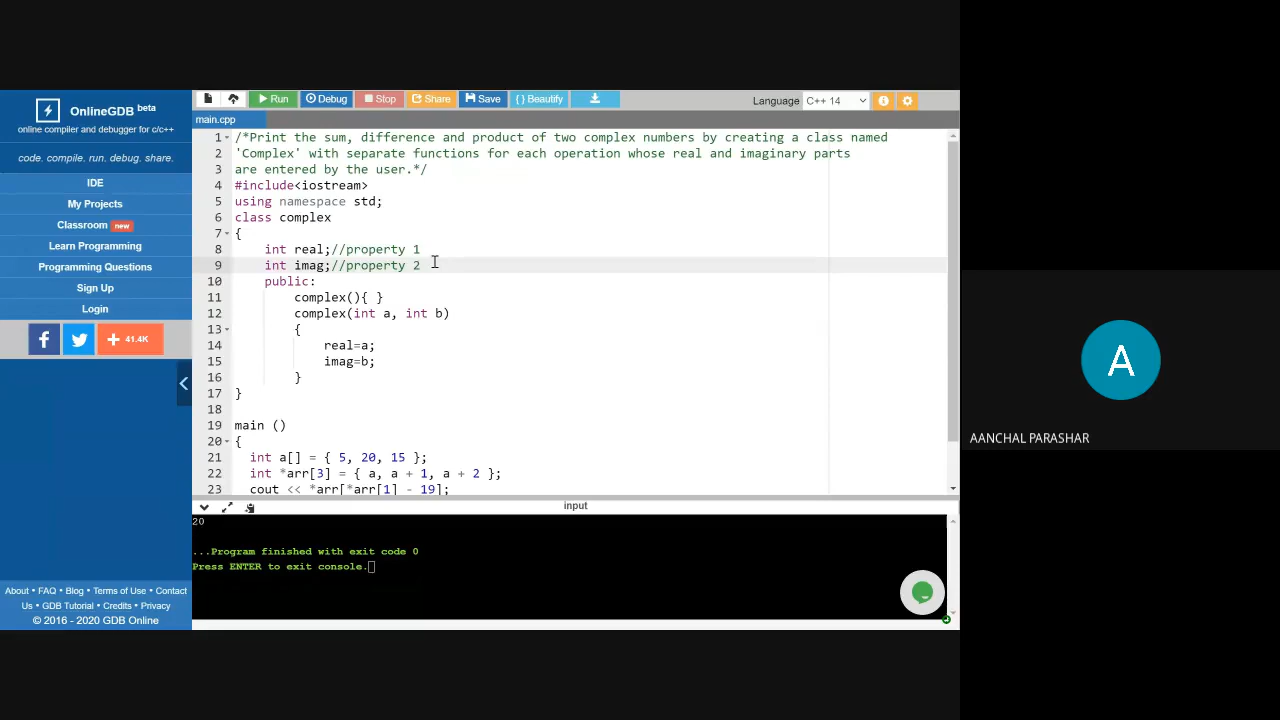 OnlineGDB beta
online compiler and debugger for c/c++
code. compile. run. debug. share.
IDE
My Projects
Classroom new
Learn Programming
Programming Questions
Sign Up
Login
f
+ 41.4K
About • FAQ • Blog • Terms of Use • Contact
Us • GDB Tutorial • Credits • Privacy
© 2016 - 2020 GDB Online
Run Debug Stop Share Save { } Beautify
Language C++ 14
main.cpp
1 /*Print the sum, difference and product of two complex numbers by creating a class named
2 'Complex' with separate functions for each operation whose real and imaginary parts
3 are entered by the user.*/
4 #include<iostream>
5 using namespace std;
6 class complex
7 {
8 int real;//property 1
9 int imag;//property 2
10 public:
11 complex(){ }
12 complex(int a, int b)
13 {
14 real=a;
15 imag=b;
16 }
17 }
18
19 main ()
20 {
21 int a[] = { 5, 20, 15 };
22 int *arr[3] = { a, a + 1, a + 2 };
23 cout << *arr[*arr[1] - 19];
input
20
...Program finished with exit code 0
Press ENTER to exit console.
A
AANCHAL PARASHAR